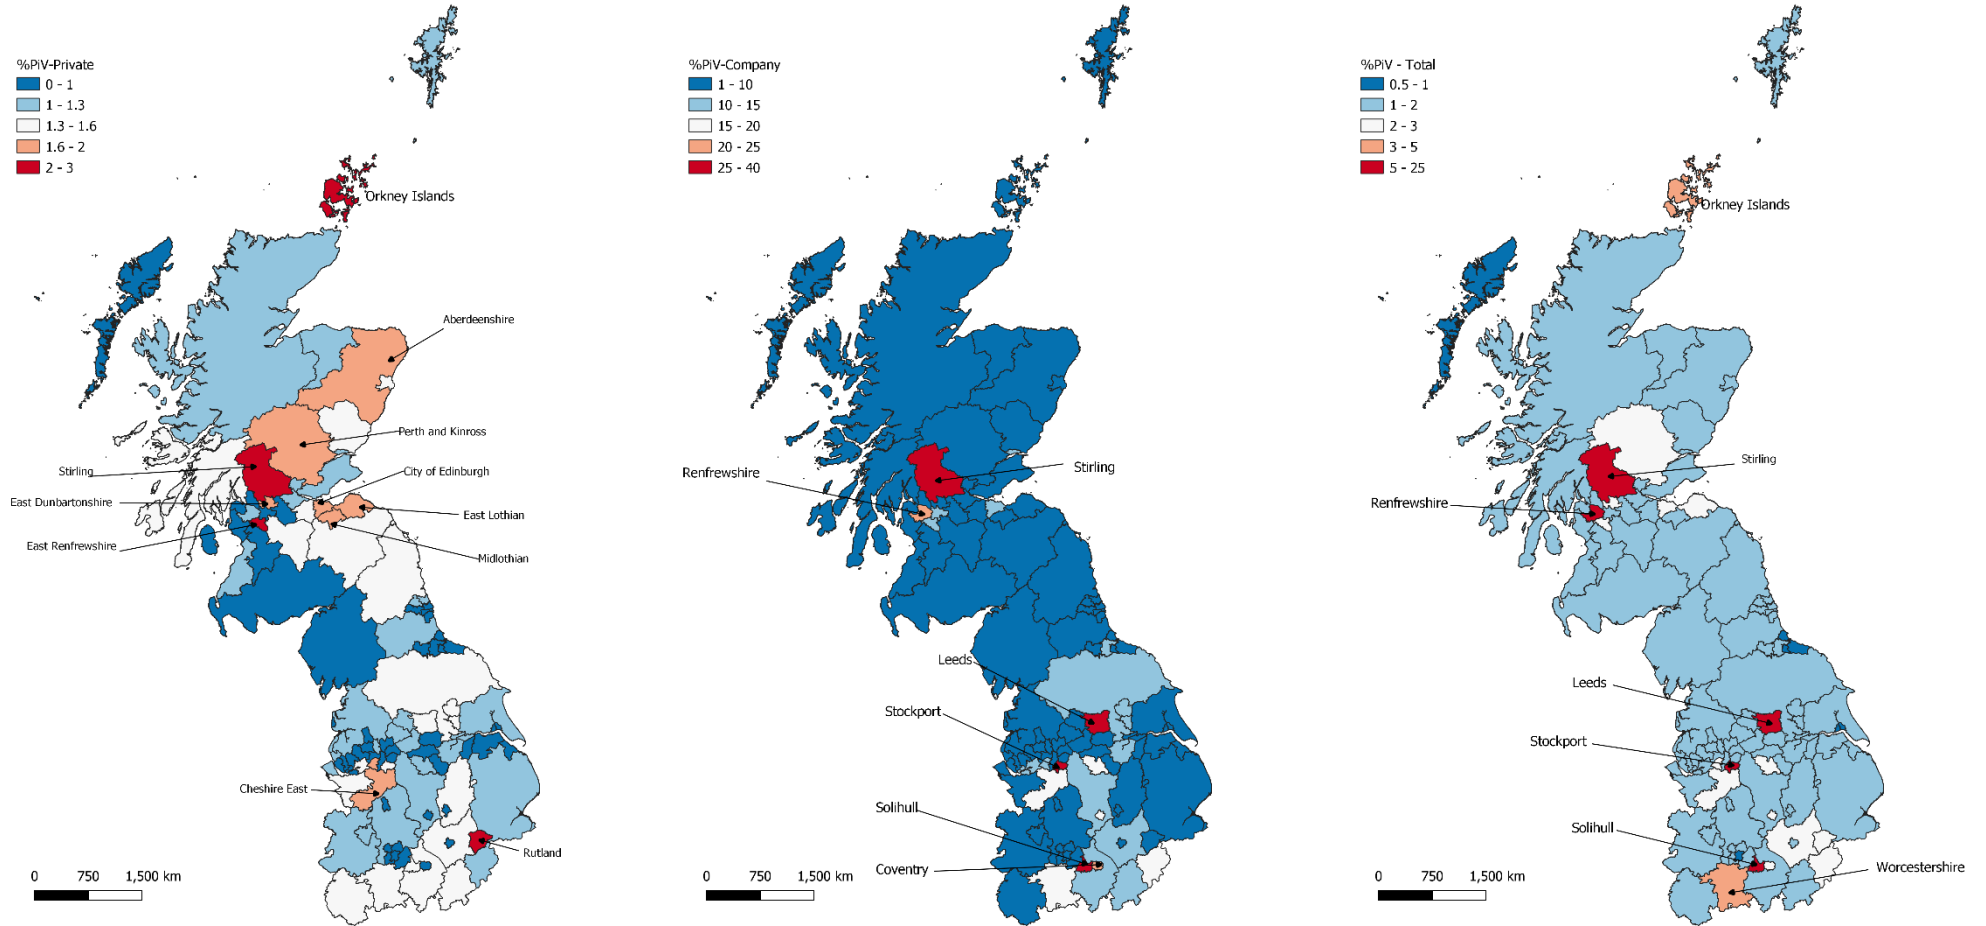 %PiV-Private
0 - 1
1 - 1.3
1.3 - 1.6
1.6 - 2
2 - 3
Orkney Islands
Aberdeenshire
Perth and Kinross
Stirling
City of Edinburgh
East Dunbartonshire
East Lothian
East Renfrewshire
Midlothian
Cheshire East
Rutland
0 750 1,500 km
%PiV-Company
1 - 10
10 - 15
15 - 20
20 - 25
25 - 40
Renfrewshire
Stirling
Leeds
Stockport
Solihull
Coventry
0 750 1,500 km
%PiV - Total
0.5 - 1
1 - 2
2 - 3
3 - 5
5 - 25
Orkney Islands
Stirling
Renfrewshire
Leeds
Stockport
Solihull
Worcestershire
0 750 1,500 km